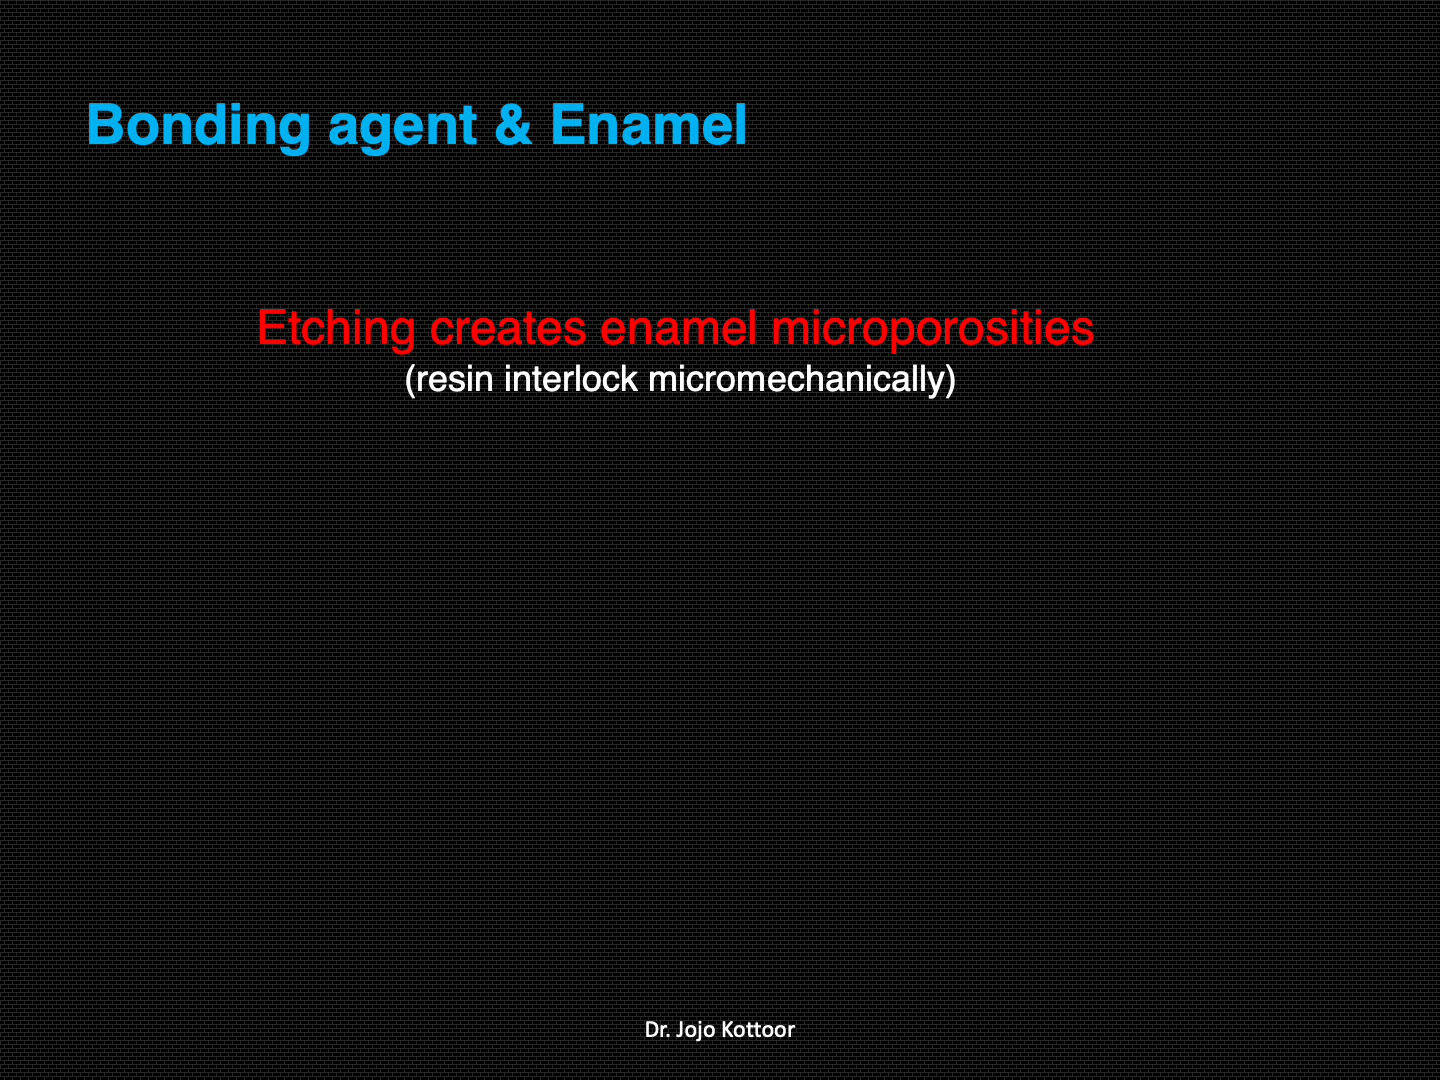 Bonding agent & Enamel
Etching creates enamel microporosities
(resin interlock micromechanically)
Dr. Jojo Kottoor